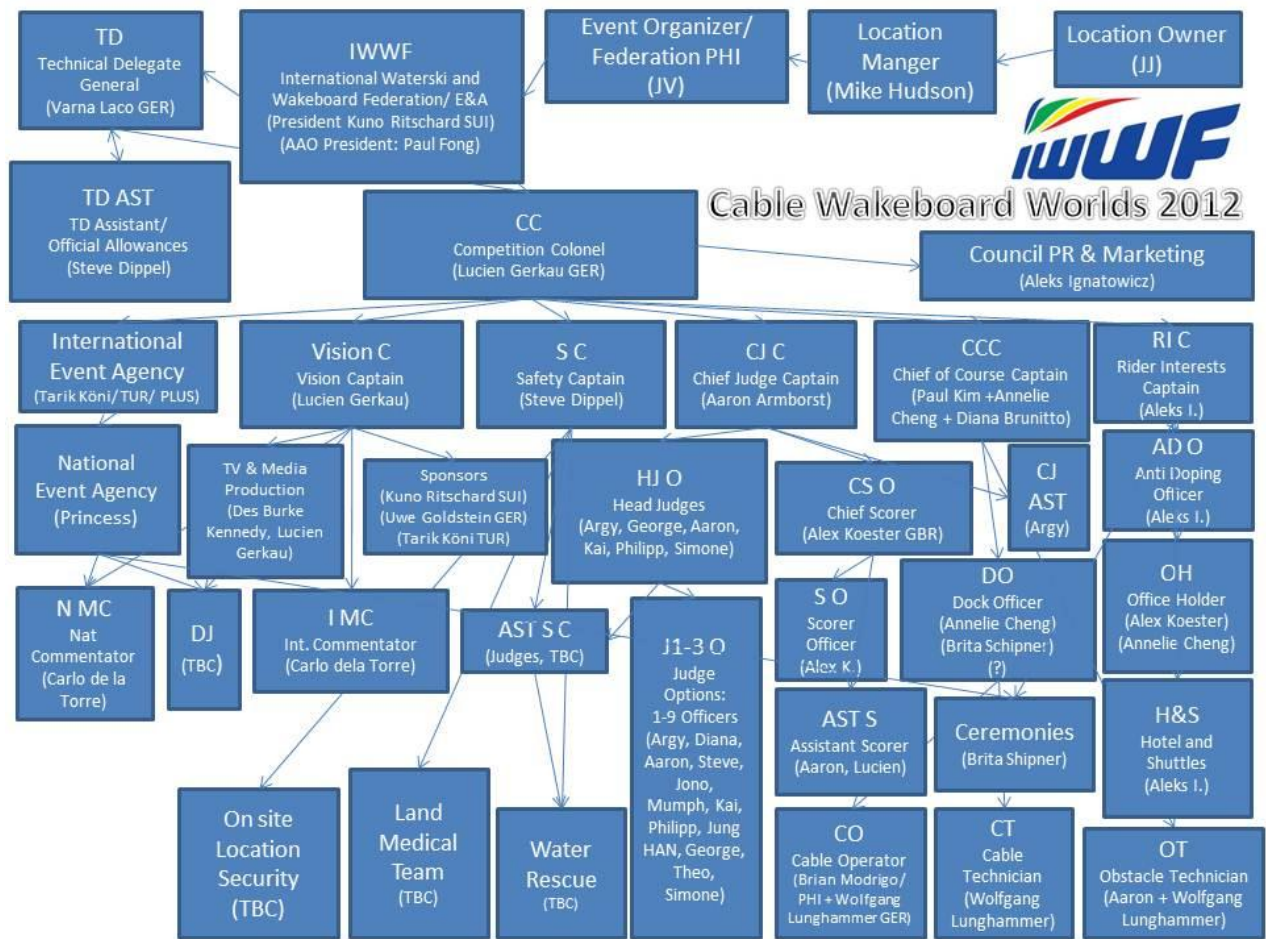 TD
Technical Delegate
General
(Varna Laco GER)
IWWF
International Waterski and
Wakeboard Federation/ E&A
(President Kuno Ritschard SUI)
(AAO President: Paul Fong)
Event Organizer/
Federation PHI
(JV)
Location
Manger
(Mike Hudson)
Location Owner
(JJ)
IWWF
Cable Wakeboard Worlds 2012
TD AST
TD Assistant/
Official Allowances
(Steve Dippel)
CC
Competition Colonel
(Lucien Gerkau GER)
Council PR & Marketing
(Aleks Ignatowicz)
International
Event Agency
(Tarik Köni/TUR/ PLUS)
Vision C
Vision Captain
(Lucien Gerkau)
S C
Safety Captain
(Steve Dippel)
CJ C
Chief Judge Captain
(Aaron Armborst)
CCC
Chief of Course Captain
(Paul Kim +Annelie
Cheng + Diana Brunitto)
RI C
Rider Interests
Captain
(Aleks I.)
National
Event Agency
(Princess)
TV & Media
Production
(Des Burke
Kennedy, Lucien
Gerkau)
Sponsors
(Kuno Ritschard SUI)
(Uwe Goldstein GER)
(Tarik Köni TUR)
HJ O
Head Judges
(Argy, George, Aaron,
Kai, Philipp, Simone)
CS O
Chief Scorer
(Alex Koester GBR)
CJ
AST
(Argy)
AD O
Anti Doping
Oficer
(Aleks I.)
N MC
Nat
Commentator
(Carlo de la
Torre)
DJ
(TBC)
I MC
Int. Commentator
(Carlo dela Torre)
AST S C
(Judges, TBC)
J1-3 O
Judge
Options:
1-9 Officers
(Argy, Diana,
Aaron, Steve,
Jono,
Mumph, Kai,
Philipp, Jung
HAN, George,
Theo,
Simone)
S O
Scorer
Officer
(Alex K.)
DO
Dock Officer
(Annelie Cheng)
(Brita Schipner)
(?)
OH
Office Holder
(Alex Koester)
(Annelie Cheng)
AST S
Assistant Scorer
(Aaron, Lucien)
Ceremonies
(Brita Shipner)
H&S
Hotel and
Shuttles
(Aleks I.)
On site
Location
Security
(TBC)
Land
Medical
Team
(TBC)
Water
Rescue
(TBC)
CO
Cable Operator
(Brian Modrigo/
PHI + Wolfgang
Lunghammer GER)
CT
Cable
Technician
(Wolfgang
Lunghammer)
OT
Obstacle Technician
(Aaron + Wolfgang
Lunghammer)